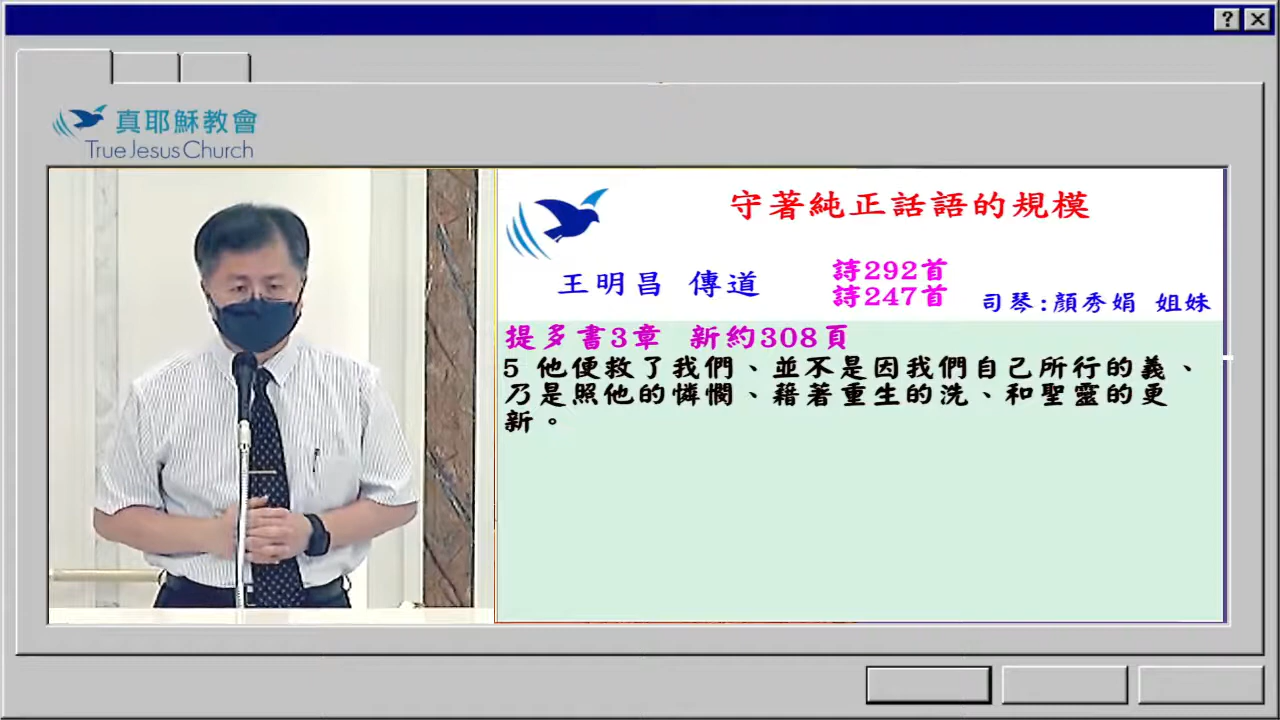 真耶穌教會
True Jesus Church
守著純正話語的規模
王明昌 傳道
詩292首
詩247首
司琴:顏秀娟 姐妹
提多書3章 新約308頁
5 他便救了我們、並不是因我們自己所行的義、
乃是照他的憐憫、藉著重生的洗、和聖靈的更
新。